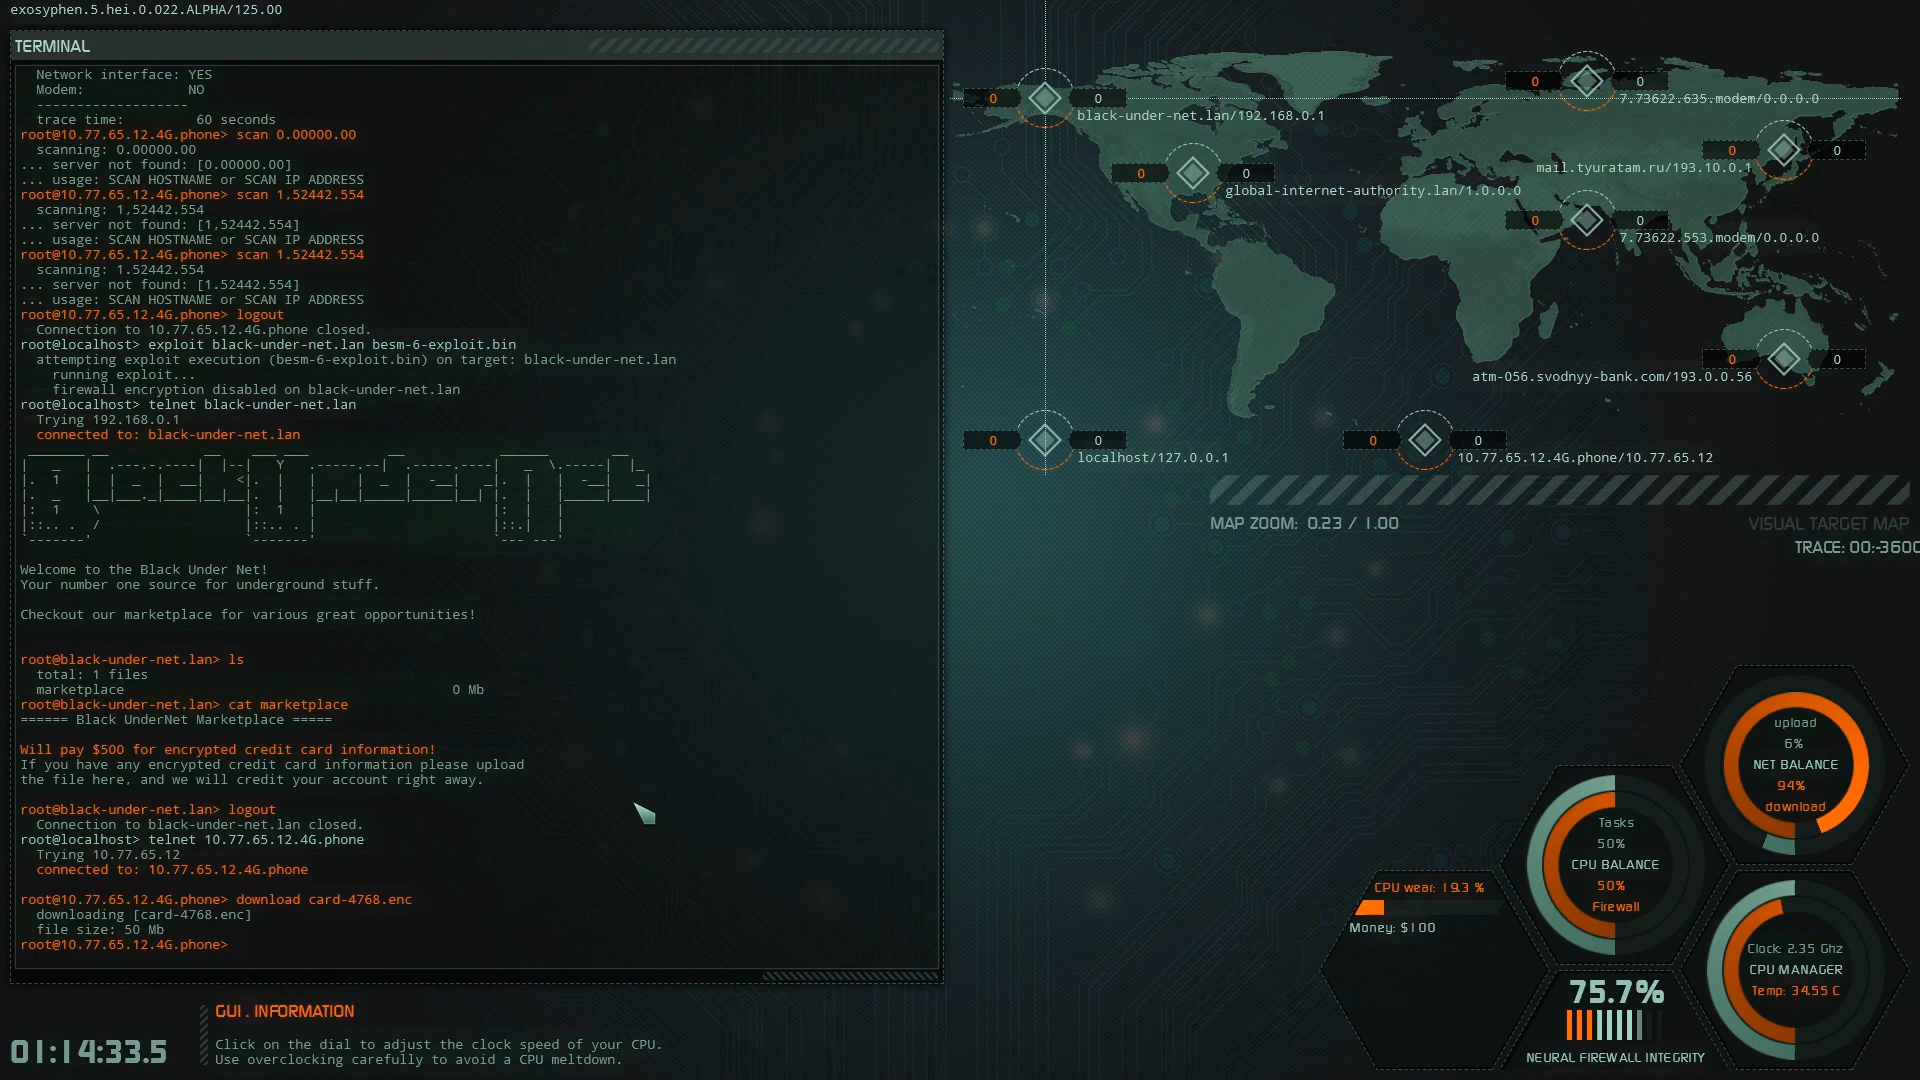 exosyphen.5.hei.0.022.ALPHA/125.00
TERMINAL
Network interface: YES
Modem: NO
-------------------
trace time: 60 seconds
root@10.77.65.12.4G.phone> scan 0.00000.00
scanning: 0.00000.00
... server not found: [0.00000.00]
... usage: SCAN HOSTNAME or SCAN IP ADDRESS
root@10.77.65.12.4G.phone> scan 1,52442.554
scanning: 1,52442.554
... server not found: [1,52442.554]
... usage: SCAN HOSTNAME or SCAN IP ADDRESS
root@10.77.65.12.4G.phone> scan 1.52442.554
scanning: 1.52442.554
... server not found: [1.52442.554]
... usage: SCAN HOSTNAME or SCAN IP ADDRESS
root@10.77.65.12.4G.phone> logout
Connection to 10.77.65.12.4G.phone closed.
root@localhost> exploit black-under-net.lan besm-6-exploit.bin
attempting exploit execution (besm-6-exploit.bin) on target: black-under-net.lan
running exploit...
firewall encryption disabled on black-under-net.lan
root@localhost> telnet black-under-net.lan
Trying 192.168.0.1
connected to: black-under-net.lan
BlackUnderNet
Welcome to the Black Under Net!
Your number one source for underground stuff.
Checkout our marketplace for various great opportunities!
root@black-under-net.lan> ls
total: 1 files
marketplace 0 Mb
root@black-under-net.lan> cat marketplace
====== Black UnderNet Marketplace =====
Will pay $500 for encrypted credit card information!
If you have any encrypted credit card information please upload
the file here, and we will credit your account right away.
root@black-under-net.lan> logout
Connection to black-under-net.lan closed.
root@localhost> telnet 10.77.65.12.4G.phone
Trying 10.77.65.12
connected to: 10.77.65.12.4G.phone
root@10.77.65.12.4G.phone> download card-4768.enc
downloading [card-4768.enc]
file size: 50 Mb
root@10.77.65.12.4G.phone>
0 0
black-under-net.lan/192.168.0.1
0 0
7.73622.635.modem/0.0.0.0
0 0
mail.tyuratam.ru/193.10.0.1
0 0
global-internet-authority.lan/1.0.0.0
0 0
7.73622.553.modem/0.0.0.0
0 0
atm-056.svodnyy-bank.com/193.0.0.56
0 0
localhost/127.0.0.1
0 0
10.77.65.12.4G.phone/10.77.65.12
MAP ZOOM: 0.23 / 1.00
VISUAL TARGET MAP
TRACE: 00:-3600
upload
6%
NET BALANCE
94%
download
Tasks
50%
CPU BALANCE
50%
Firewall
CPU wear: 19.3 %
Money: $100
Clock: 2.35 Ghz
CPU MANAGER
Temp: 34.55 C
75.7%
NEURAL FIREWALL INTEGRITY
01:14:33.5
GUI . INFORMATION
Click on the dial to adjust the clock speed of your CPU.
Use overclocking carefully to avoid a CPU meltdown.